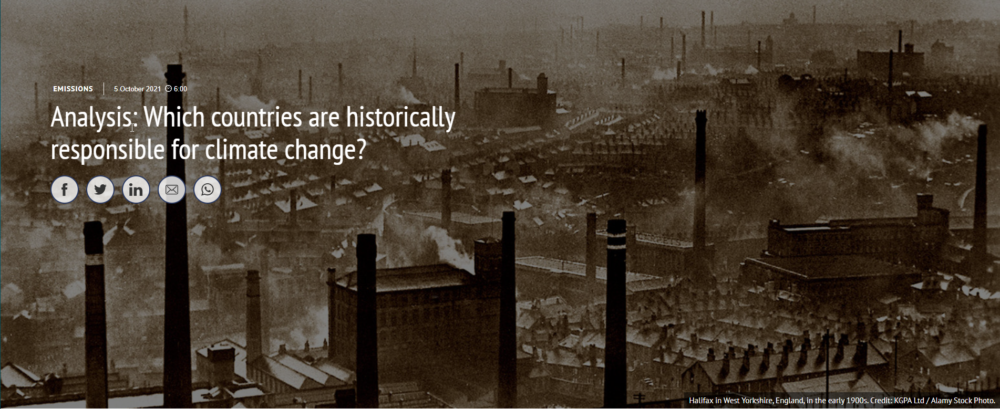 EMISSIONS | 5 October 2021 6:00
Analysis: Which countries are historically
responsible for climate change?
Halifax in West Yorkshire, England, in the early 1900s. Credit: KGPA Ltd / Alamy Stock Photo.